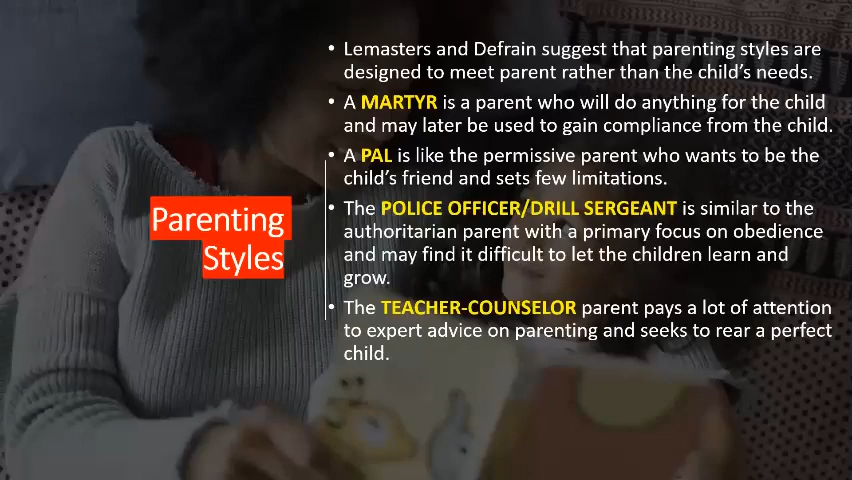 Parenting
Styles
• Lemasters and Defrain suggest that parenting styles are
designed to meet parent rather than the child's needs.
• A MARTYR is a parent who will do anything for the child
and may later be used to gain compliance from the child.
• A PAL is like the permissive parent who wants to be the
child's friend and sets few limitations.
• The POLICE OFFICER/DRILL SERGEANT is similar to the
authoritarian parent with a primary focus on obedience
and may find it difficult to let the children learn and
grow.
• The TEACHER-COUNSELOR parent pays a lot of attention
to expert advice on parenting and seeks to rear a perfect
child.